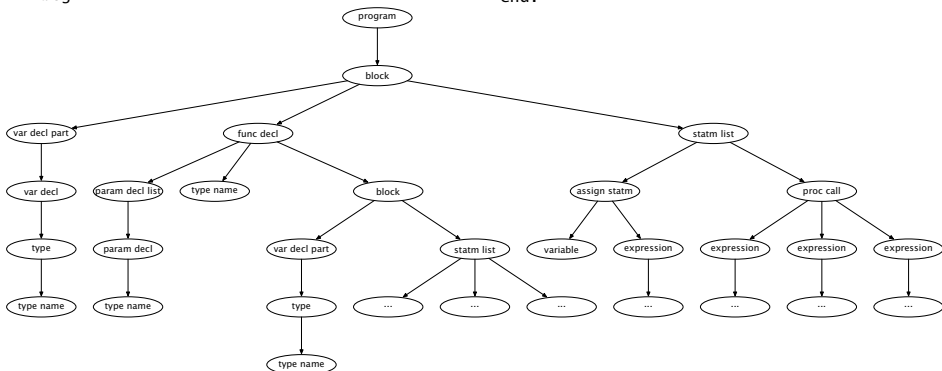 end.
program
block
var decl part func decl statm list
var decl param decl list type name block assign statm proc call
type param decl var decl part statm list variable expression expression expression expression
type name type name type ... ... ... ... ... ... ...
type name